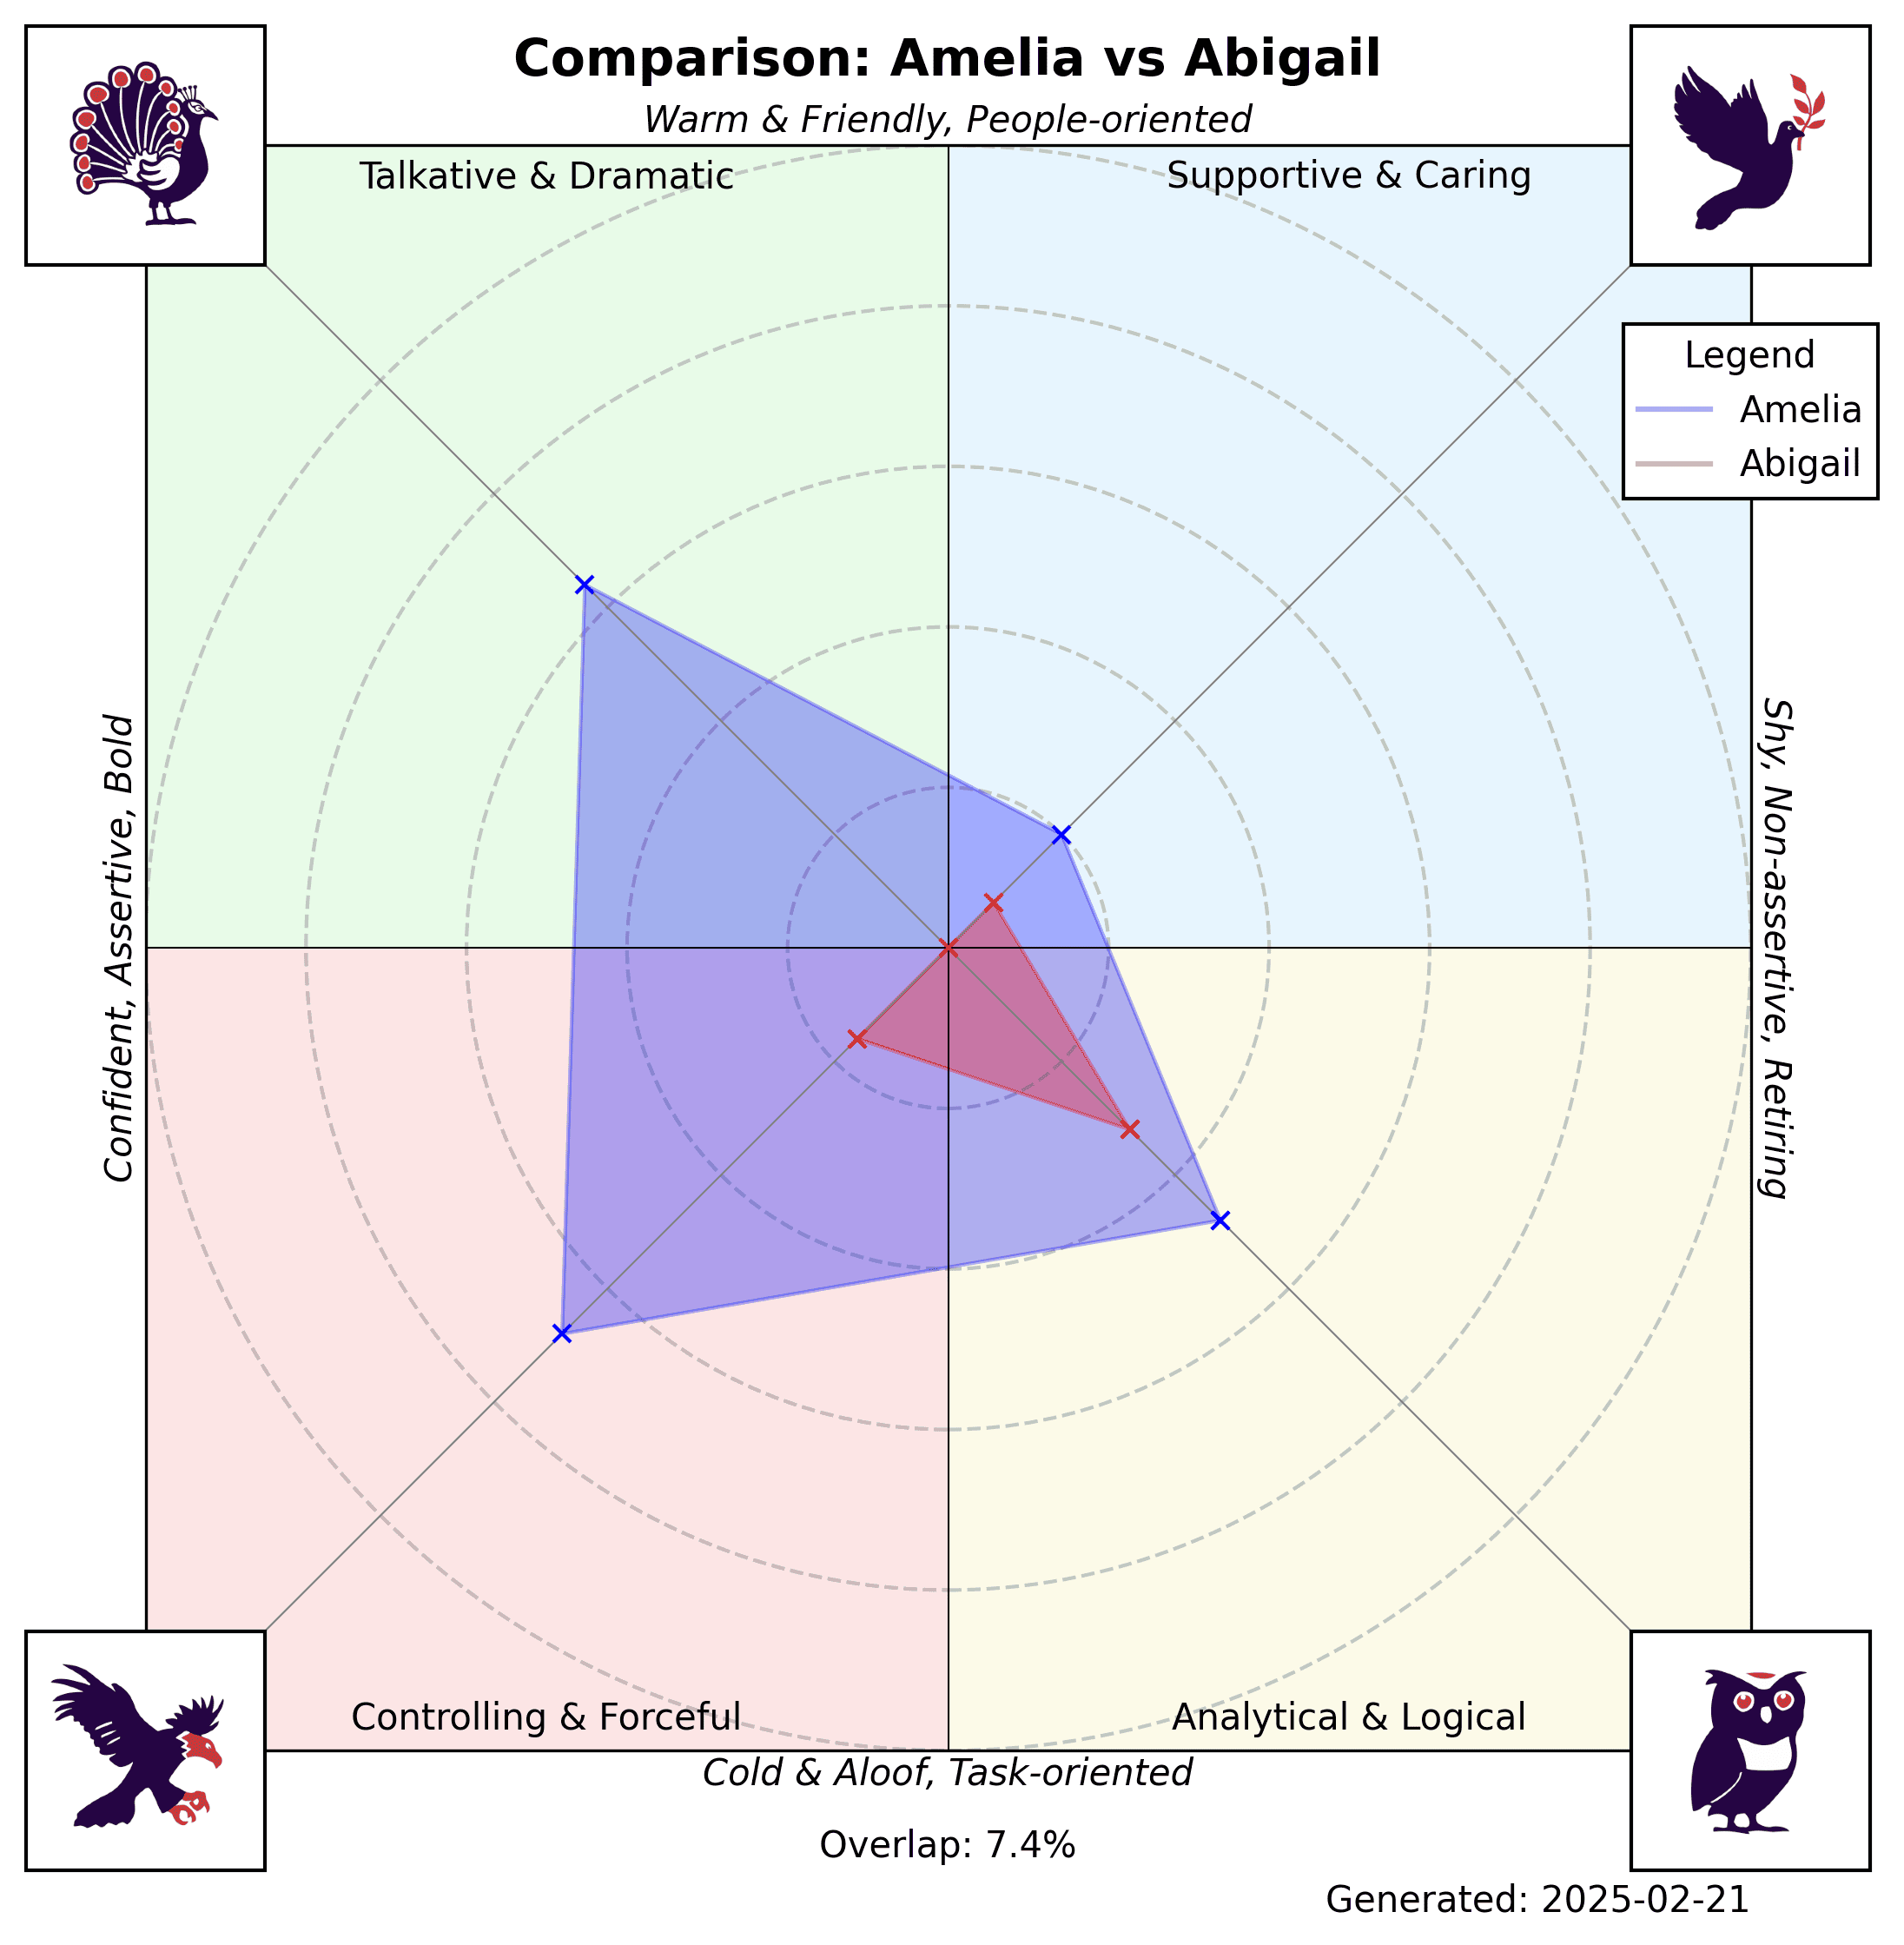 Comparison: Amelia vs Abigail
Warm & Friendly, People-oriented
Talkative & Dramatic
Supportive & Caring
Legend
Amelia
Abigail
Confident, Assertive, Bold
Shy, Non-assertive, Retiring
Controlling & Forceful
Analytical & Logical
Cold & Aloof, Task-oriented
Overlap: 7.4%
Generated: 2025-02-21